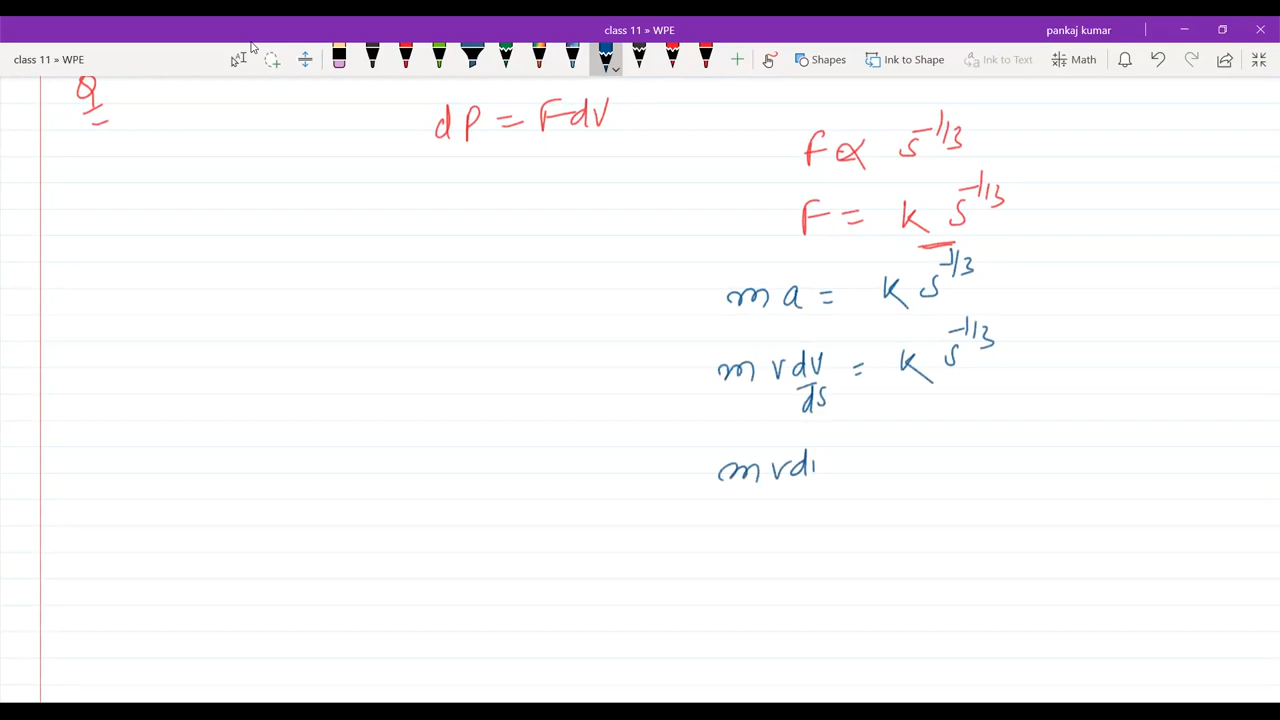 class 11 » WPE
pankaj kumar
class 11 » WPE
Shapes
Ink to Shape
Ink to Text
Math
Q
dP = Fdv
F ∝ s^-1/3
F = k s^-1/3
m a = k s^-1/3
m v dv/ds = k s^-1/3
m v d